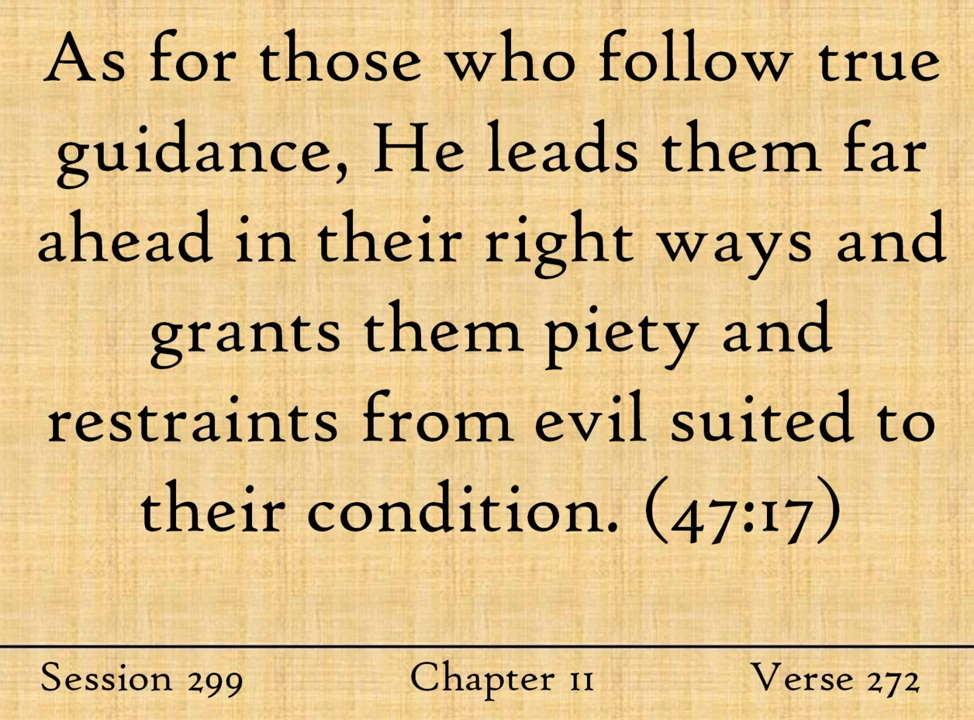 As for those who follow true
guidance, He leads them far
ahead in their right ways and
grants them piety and
restraints from evil suited to
their condition. (47:17)
Session 299 Chapter 11 Verse 272